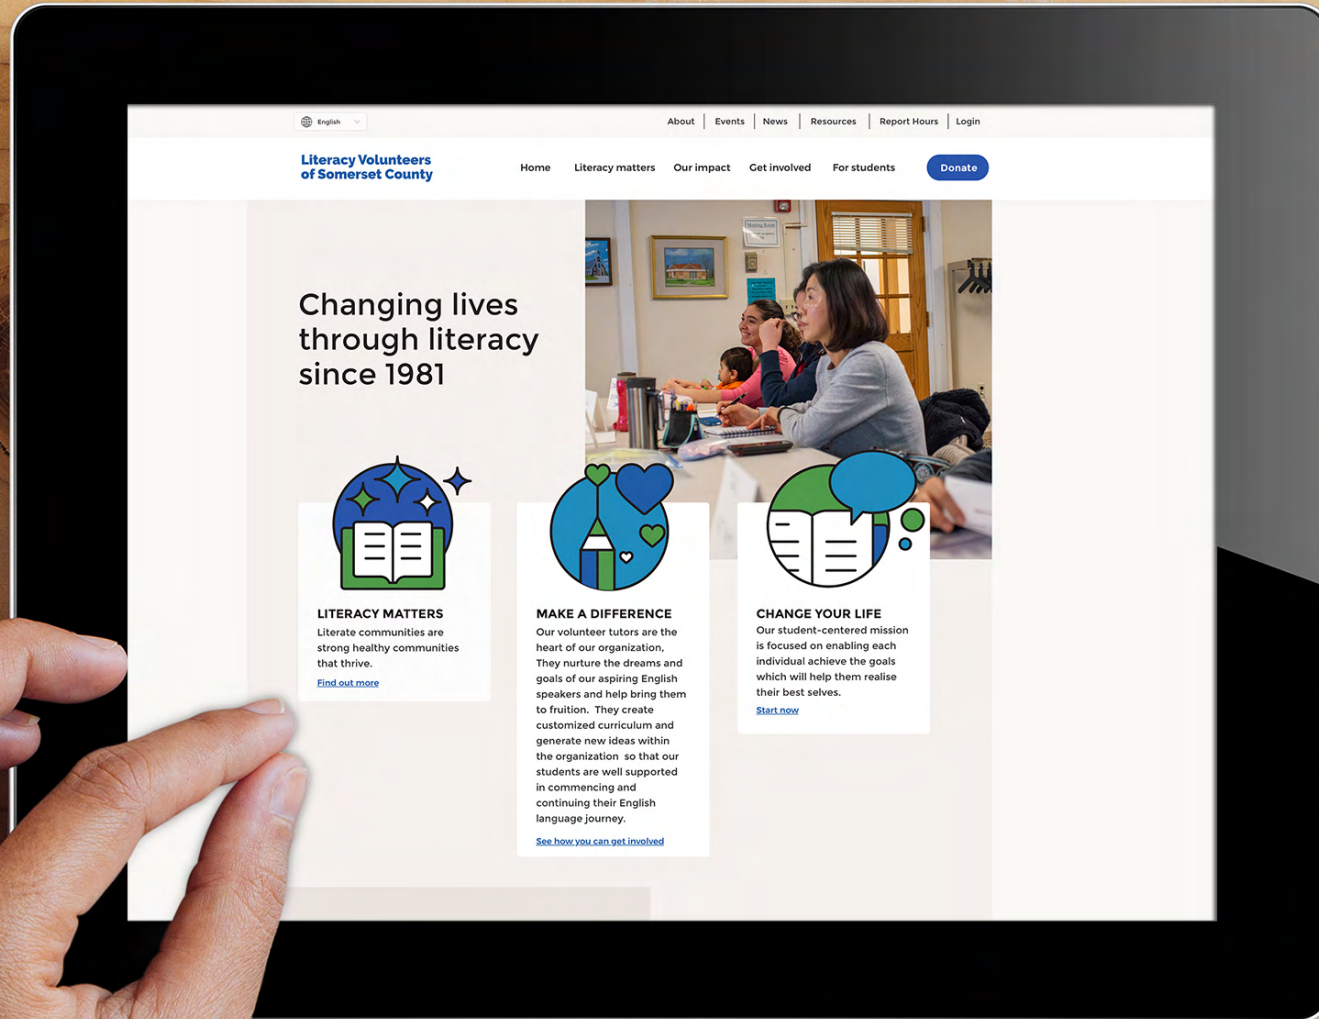 English
About
Events
News
Resources
Report Hours
Login
Literacy Volunteers
of Somerset County
Home
Literacy matters
Our impact
Get involved
For students
Donate
Changing lives
through literacy
since 1981
LITERACY MATTERS
Literate communities are
strong healthy communities
that thrive.
Find out more
MAKE A DIFFERENCE
Our volunteer tutors are the
heart of our organization,
They nurture the dreams and
goals of our aspiring English
speakers and help bring them
to fruition. They create
customized curriculum and
generate new ideas within
the organization so that our
students are well supported
in commencing and
continuing their English
language journey.
See how you can get involved
CHANGE YOUR LIFE
Our student-centered mission
is focused on enabling each
individual achieve the goals
which will help them realise
their best selves.
Start now